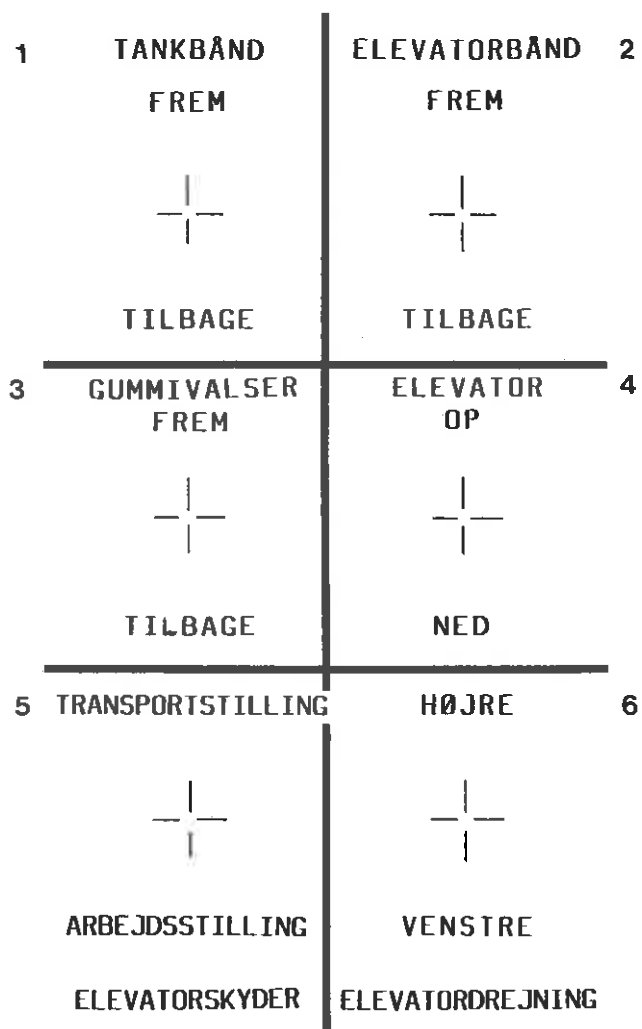 1 TANKBÅND
FREM
TILBAGE
ELEVATORBÅND 2
FREM
TILBAGE
3 GUMMIVALSER
FREM
TILBAGE
ELEVATOR 4
OP
NED
5 TRANSPORTSTILLING
ARBEJDSSTILLING
ELEVATORSKYDER
HØJRE 6
VENSTRE
ELEVATORDREJNING